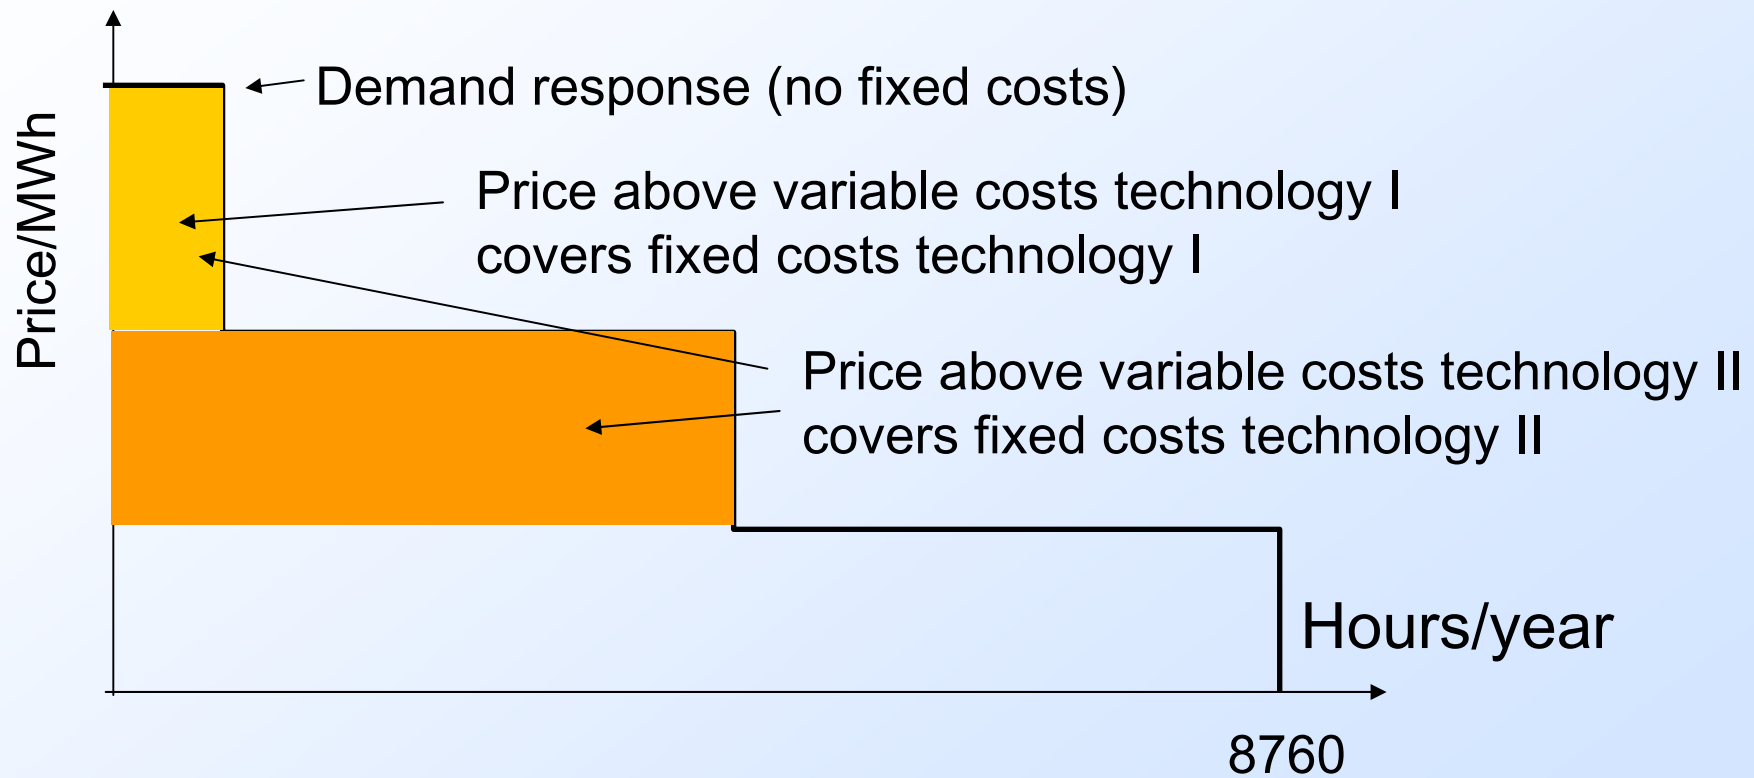 Demand response (no fixed costs)
Price/MWh
Price above variable costs technology I
covers fixed costs technology I
Price above variable costs technology II
covers fixed costs technology II
Hours/year
8760